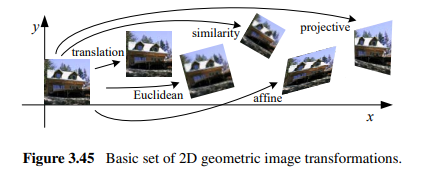 y
similarity
projective
translation
Euclidean
affine
x
Figure 3.45 Basic set of 2D geometric image transformations.